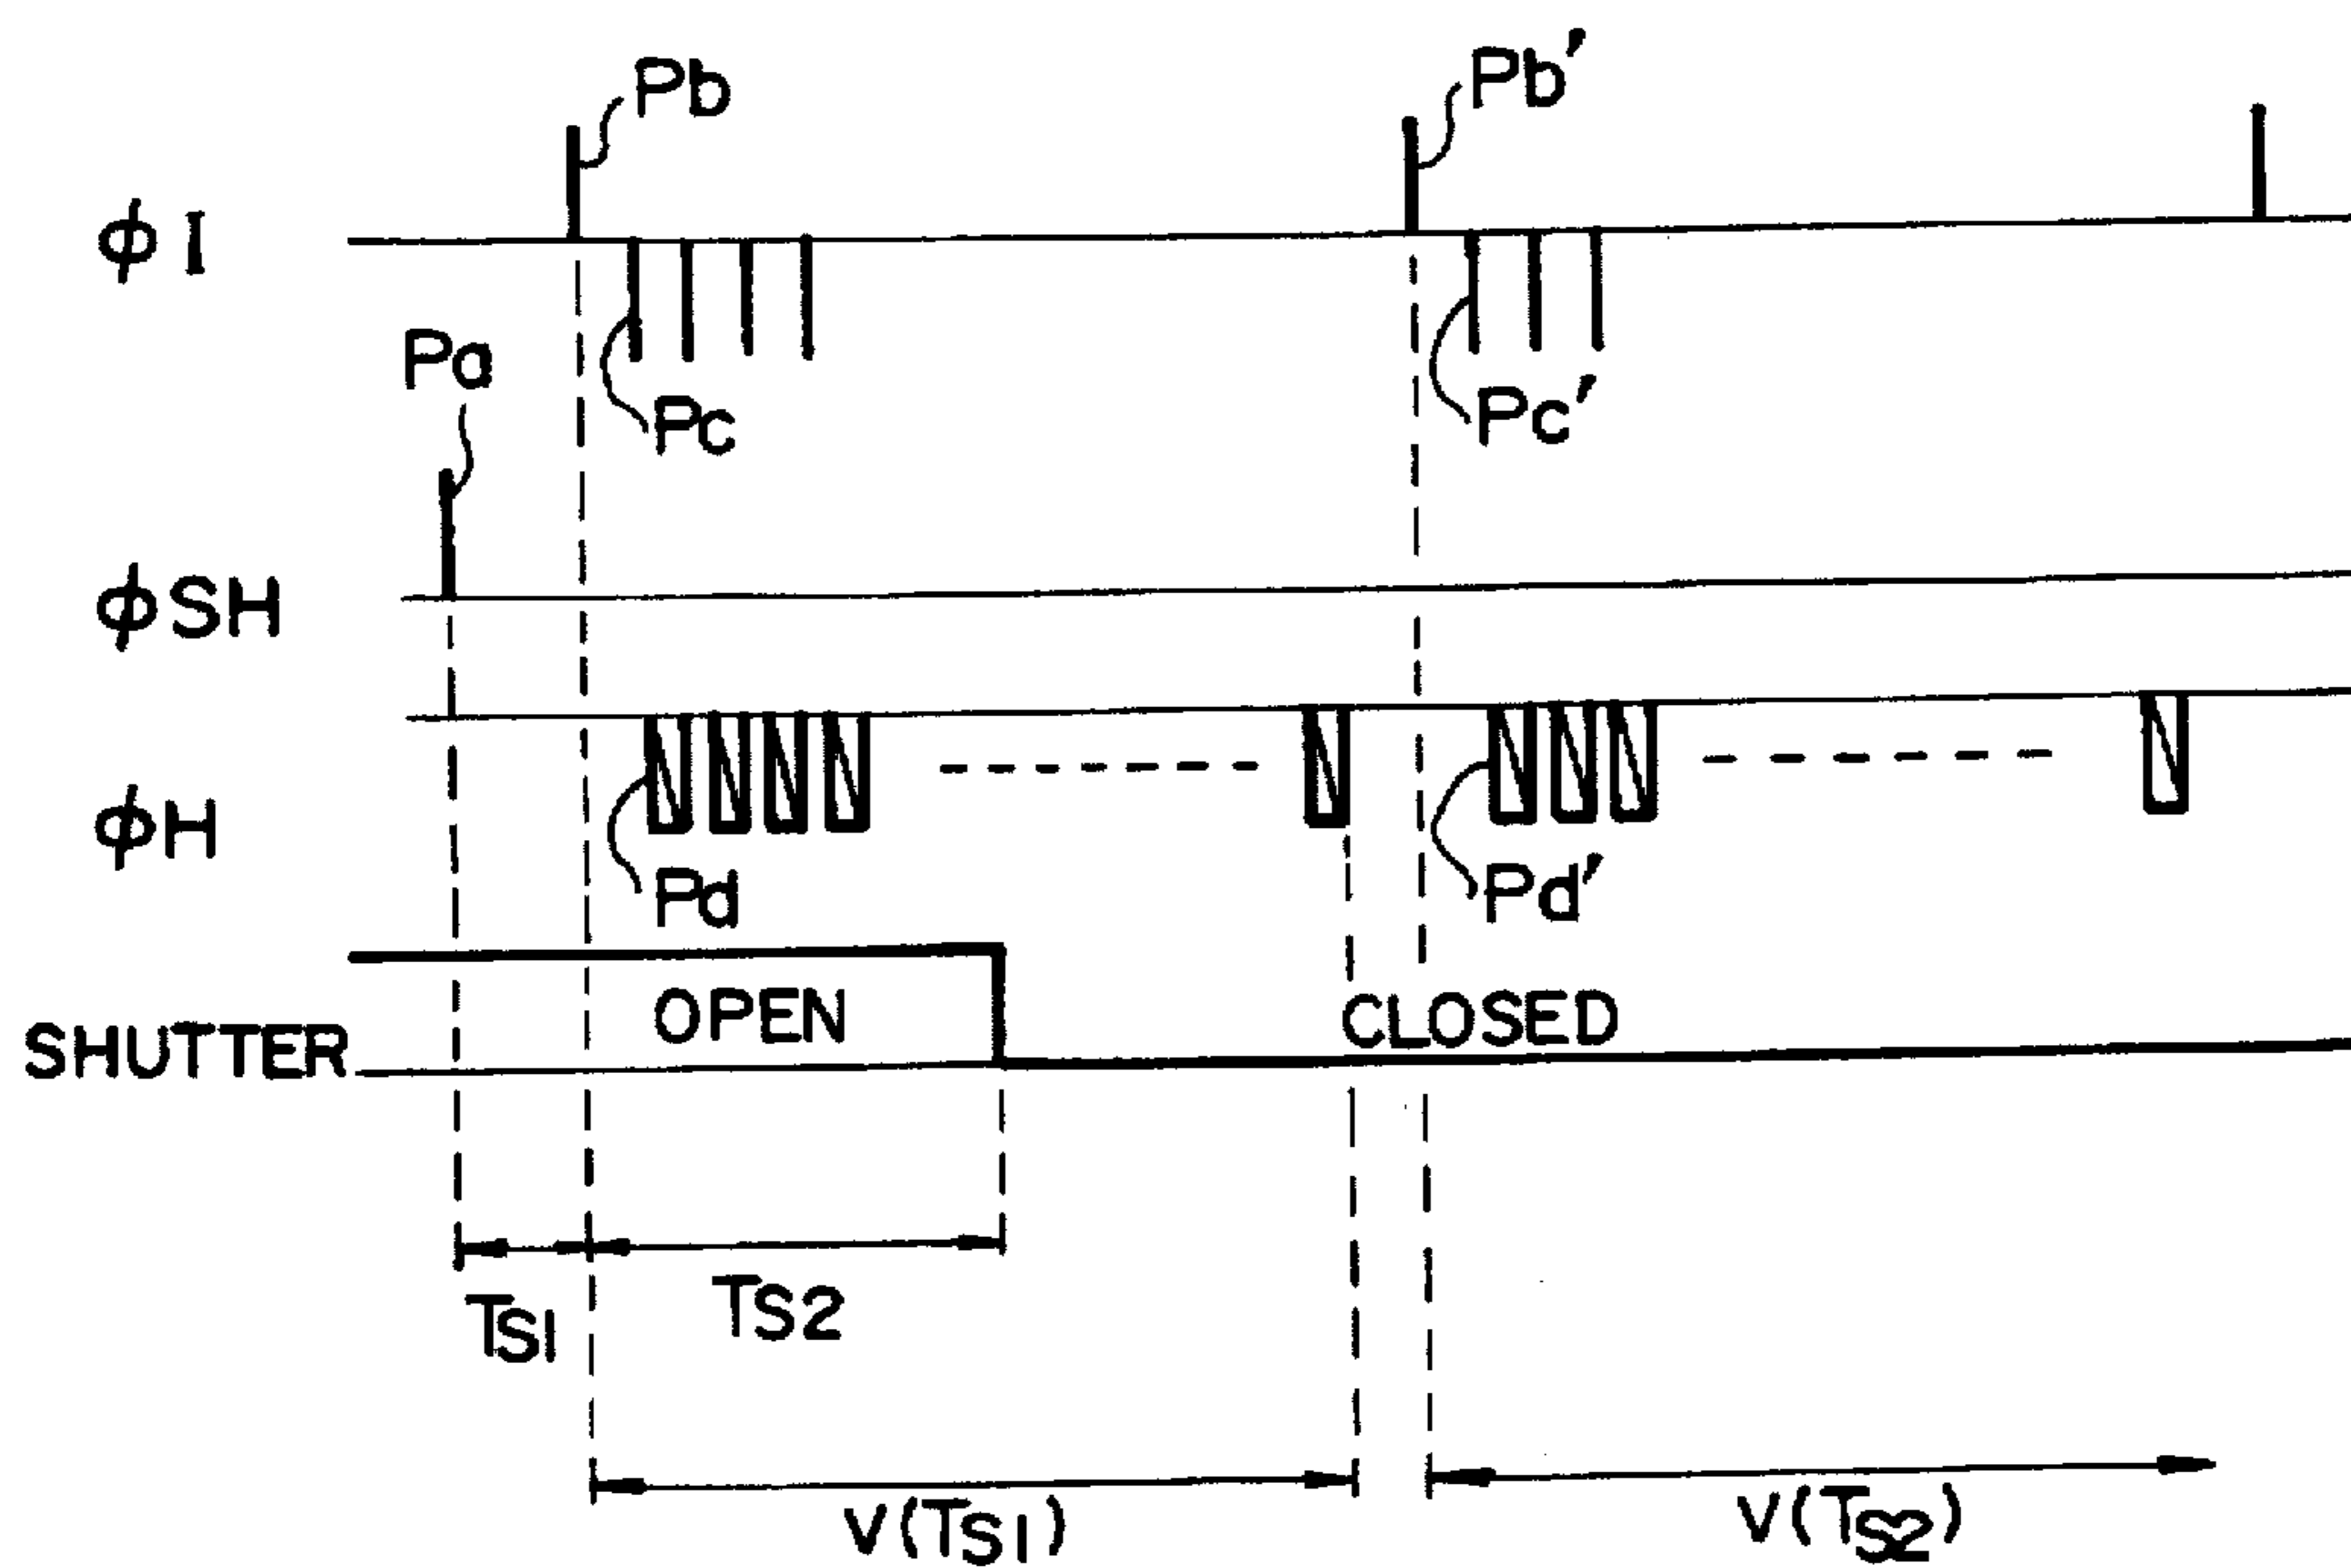 Pb
Pb'
ϕI
Pa
Pc
Pc'
ϕSH
ϕH
Pd
Pd'
OPEN
CLOSED
SHUTTER
TS1
TS2
V(TS1)
V(TS2)